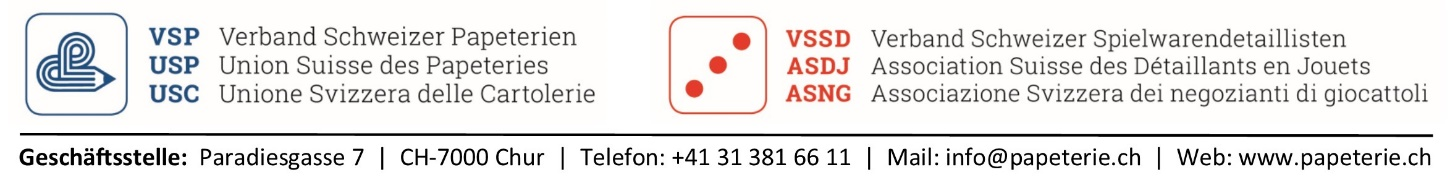 VSP Verband Schweizer Papeterien
USP Union Suisse des Papeteries
USC Unione Svizzera delle Cartolerie
VSSD Verband Schweizer Spielwarendetaillisten
ASDJ Association Suisse des Détaillants en Jouets
ASNG Associazione Svizzera dei negozianti di giocattoli
Geschäftsstelle: Paradiesgasse 7 | CH-7000 Chur | Telefon: +41 31 381 66 11 | Mail: info@papeterie.ch | Web: www.papeterie.ch